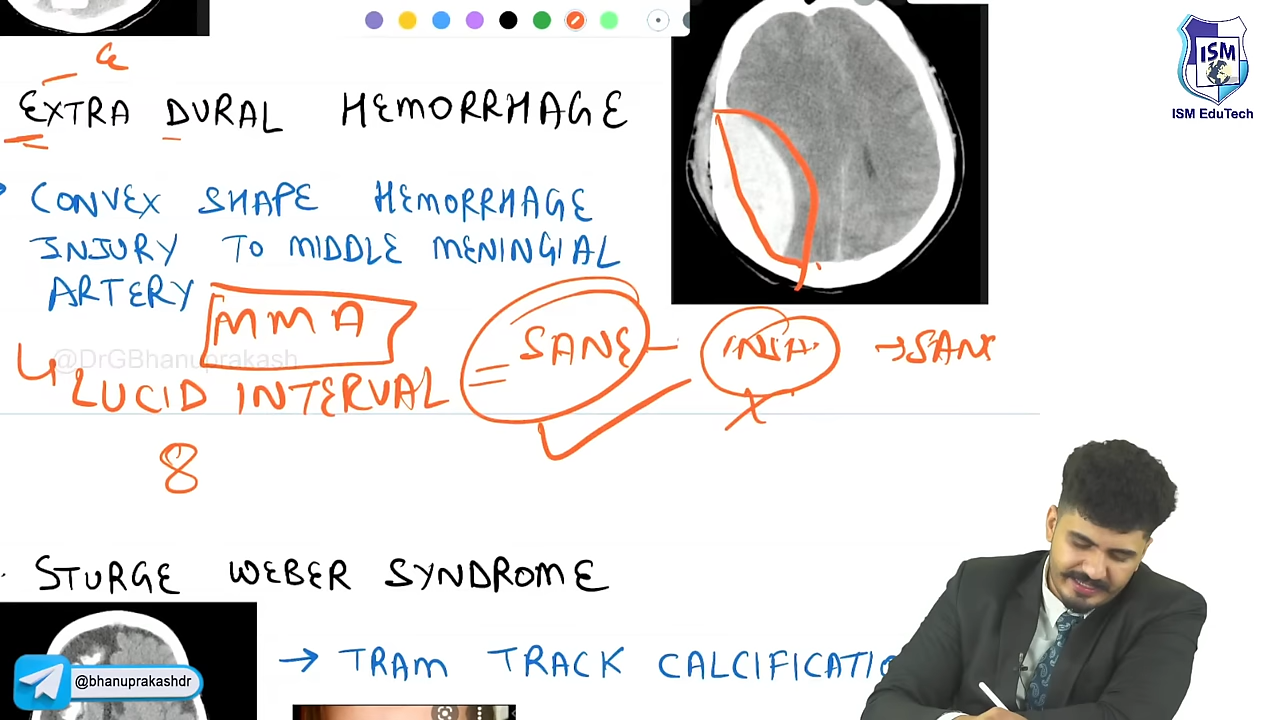 ISM
ISM EduTech
EXTRA DURAL HEMORRHAGE
CONVEX SHAPE HEMORRHAGE
INJURY TO MIDDLE MENINGIAL
ARTERY
MMA
@DrGBhanuprakash
LUCID INTERVAL
= SANE - INSA → SANE
8
STURGE WEBER SYNDROME
→ TRAM TRACK CALCIFICATIO
@bhanuprakashdr